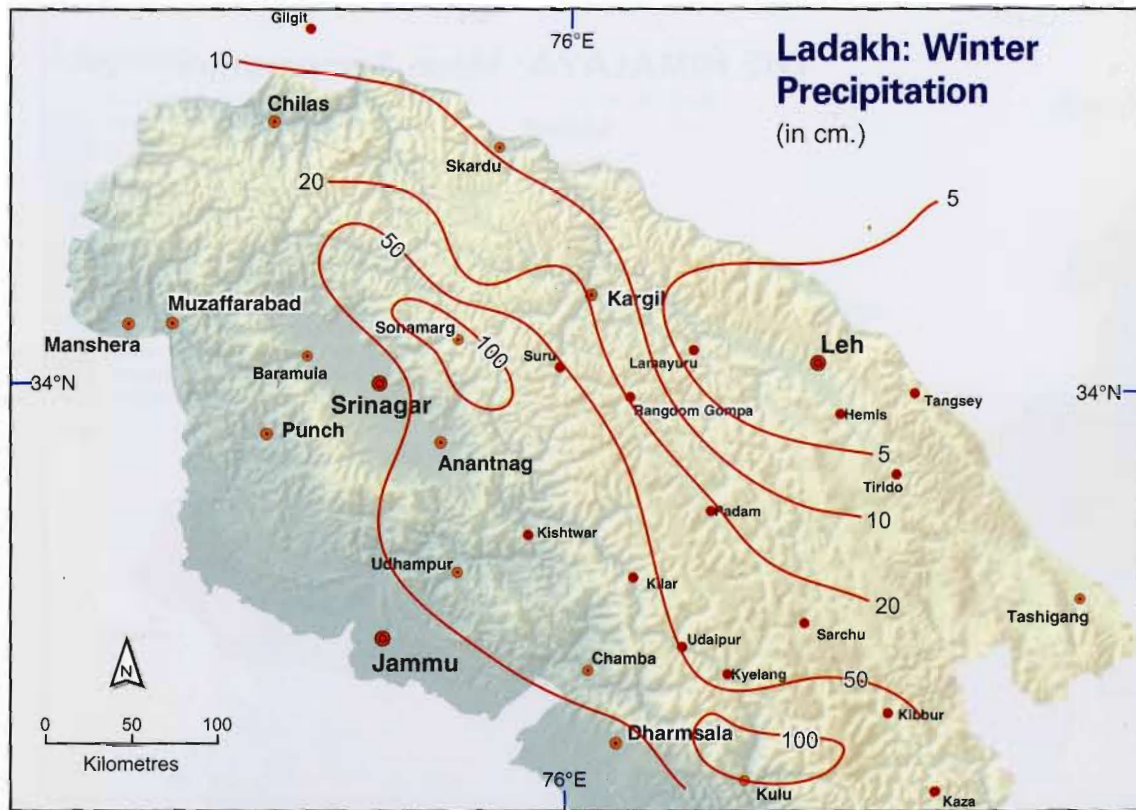 Gilgit
76°E
Ladakh: Winter
Precipitation
(in cm.)
10
Chilas
Skardu
20
5
50
Kargil
Muzaffarabad
Manshera
Sonamarg
100
Suru
Lamayuru
Leh
Baramula
34°N
34°N
Srinagar
Rangdom Gompa
Hemis
Tangsey
Punch
Anantnag
5
Tirido
Padam
10
Kishtwar
Udhampur
Kilar
20
Tashigang
Sarchu
Jammu
Udaipur
Chamba
Kyelang
50
N
Kibbur
0 50 100
Kilometres
Dharmsala
100
76°E
Kulu
Kaza